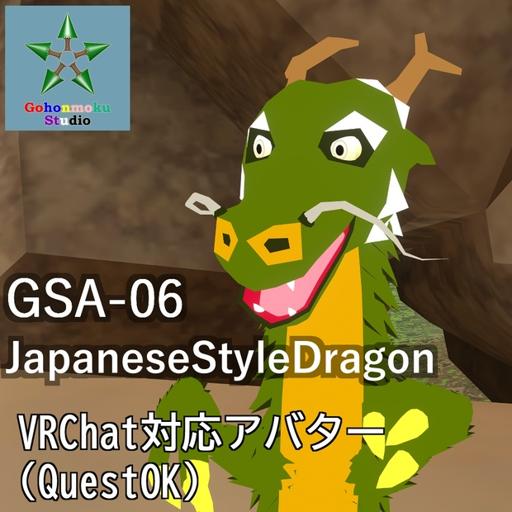 Gohonmoku
Studio
GSA-06
JapaneseStyleDragon
VRChat対応アバター
(QuestOK)